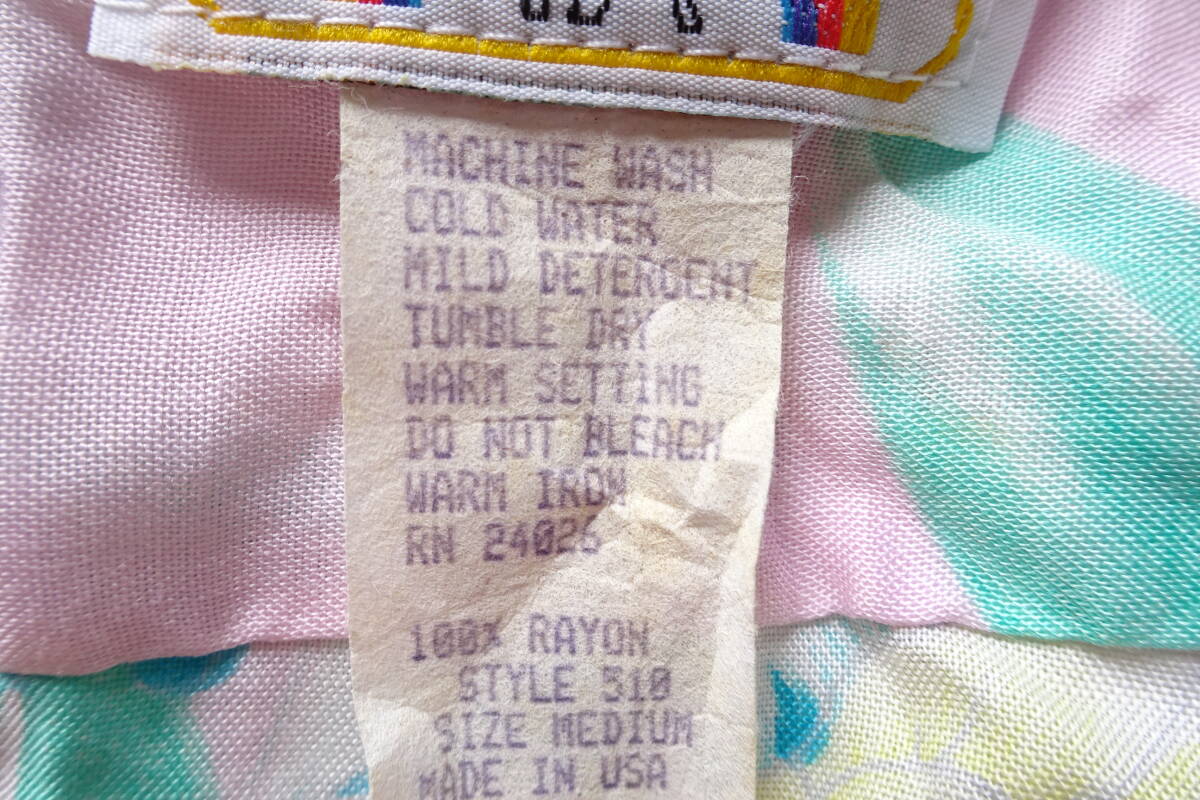 MACHINE WASH
COLD WATER
MILD DETERGENT
TUMBLE DRY
WARM SETTING
DO NOT BLEACH
WARM IRON
RN 24026
100% RAYON
STYLE 510
SIZE MEDIUM
MADE IN USA